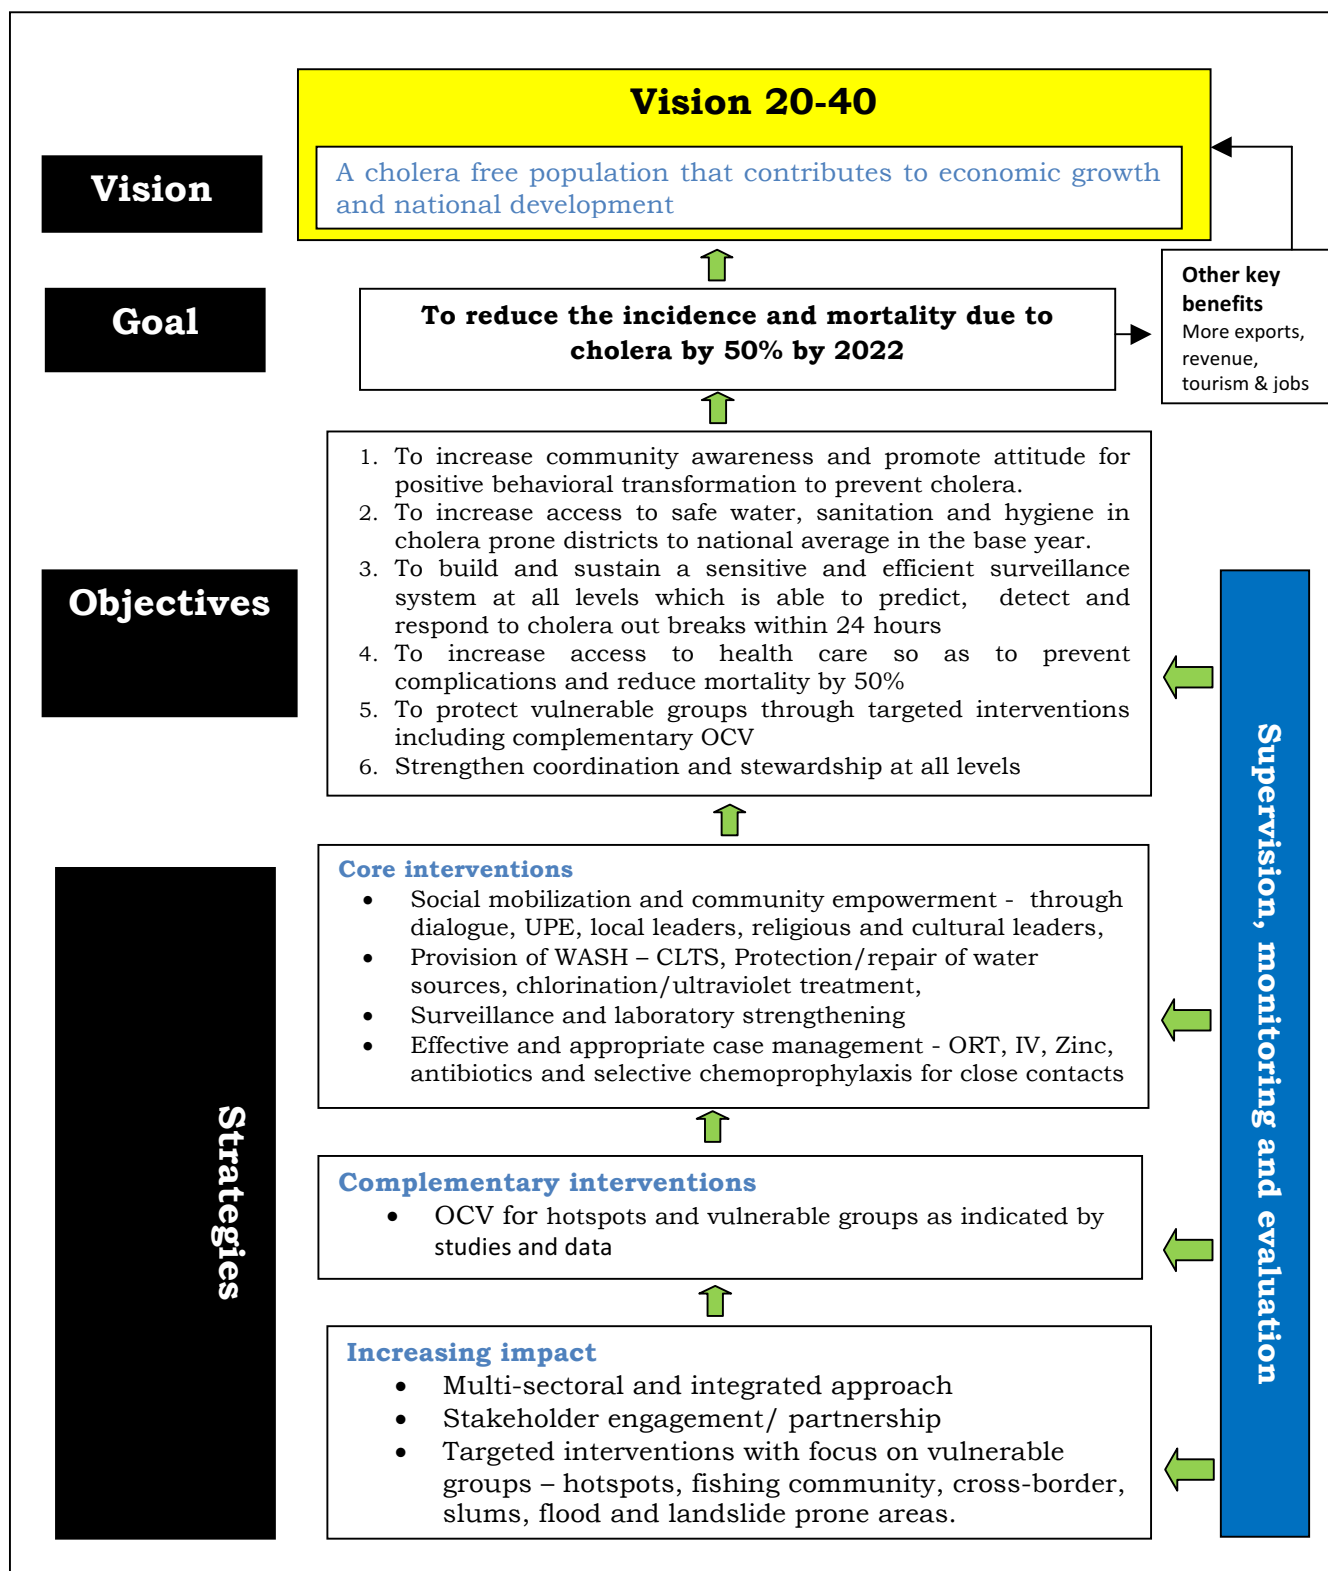 Vision 20-40
Vision
A cholera free population that contributes to economic growth
and national development
Goal
To reduce the incidence and mortality due to
cholera by 50% by 2022
Other key
benefits
More exports,
revenue,
tourism & jobs
Objectives
1. To increase community awareness and promote attitude for
positive behavioral transformation to prevent cholera.
2. To increase access to safe water, sanitation and hygiene in
cholera prone districts to national average in the base year.
3. To build and sustain a sensitive and efficient surveillance
system at all levels which is able to predict, detect and
respond to cholera out breaks within 24 hours
4. To increase access to health care so as to prevent
complications and reduce mortality by 50%
5. To protect vulnerable groups through targeted interventions
including complementary OCV
6. Strengthen coordination and stewardship at all levels
Strategies
Core interventions
• Social mobilization and community empowerment - through
dialogue, UPE, local leaders, religious and cultural leaders,
• Provision of WASH – CLTS, Protection/repair of water
sources, chlorination/ultraviolet treatment,
• Surveillance and laboratory strengthening
• Effective and appropriate case management - ORT, IV, Zinc,
antibiotics and selective chemoprophylaxis for close contacts
Complementary interventions
• OCV for hotspots and vulnerable groups as indicated by
studies and data
Increasing impact
• Multi-sectoral and integrated approach
• Stakeholder engagement/ partnership
• Targeted interventions with focus on vulnerable
groups – hotspots, fishing community, cross-border,
slums, flood and landslide prone areas.
Supervision, monitoring and evaluation